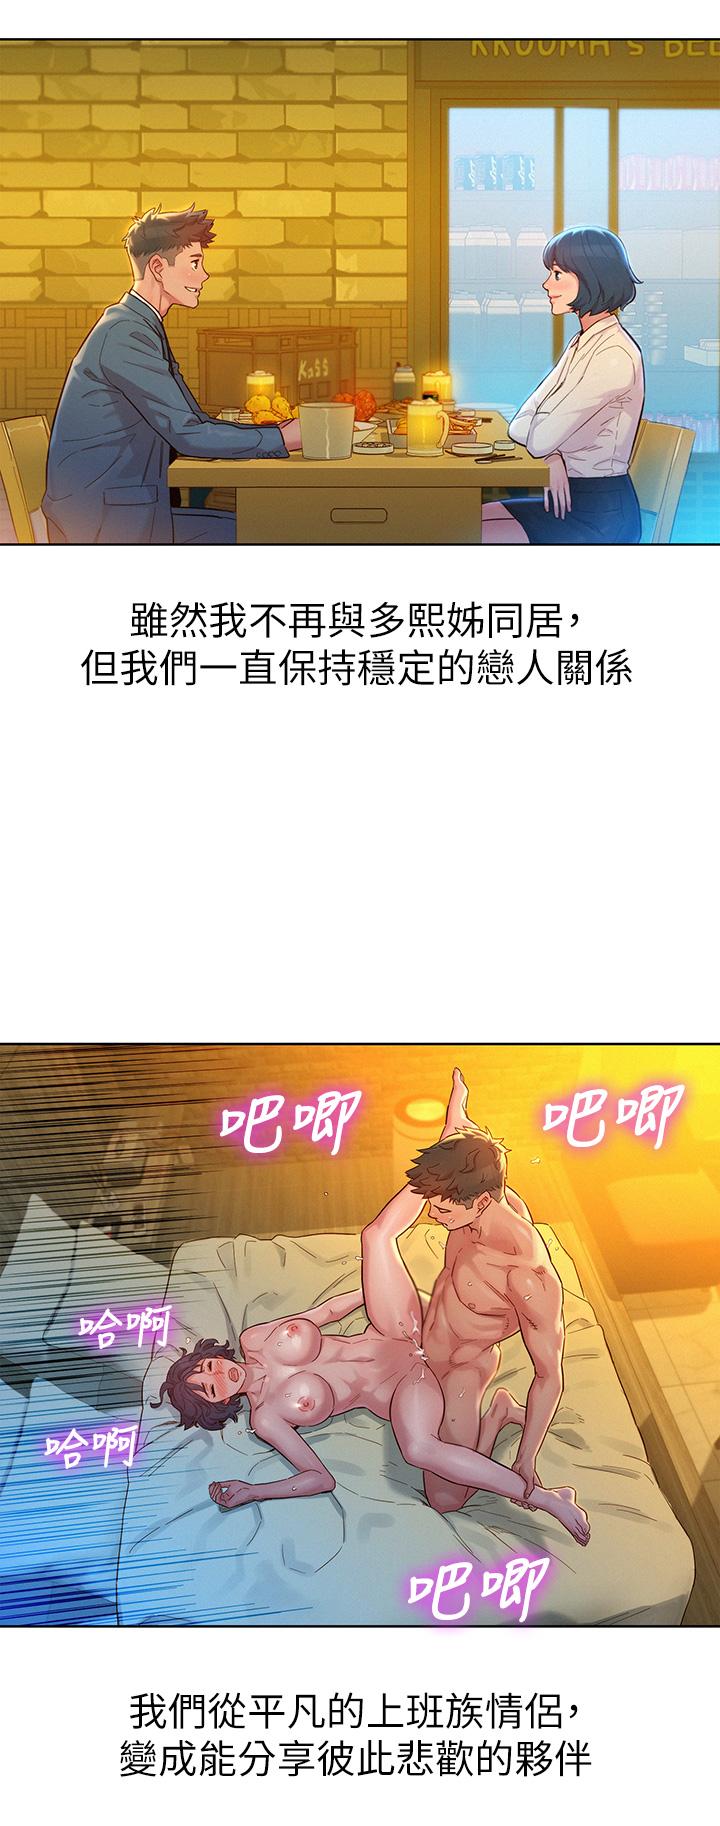 KROOMA'S BEE
Kass
雖然我不再與多熙姊同居，
但我們一直保持穩定的戀人關係
吧唧
吧唧
哈啊
哈啊
吧唧
我們從平凡的上班族情侶，
變成能分享彼此悲歡的夥伴